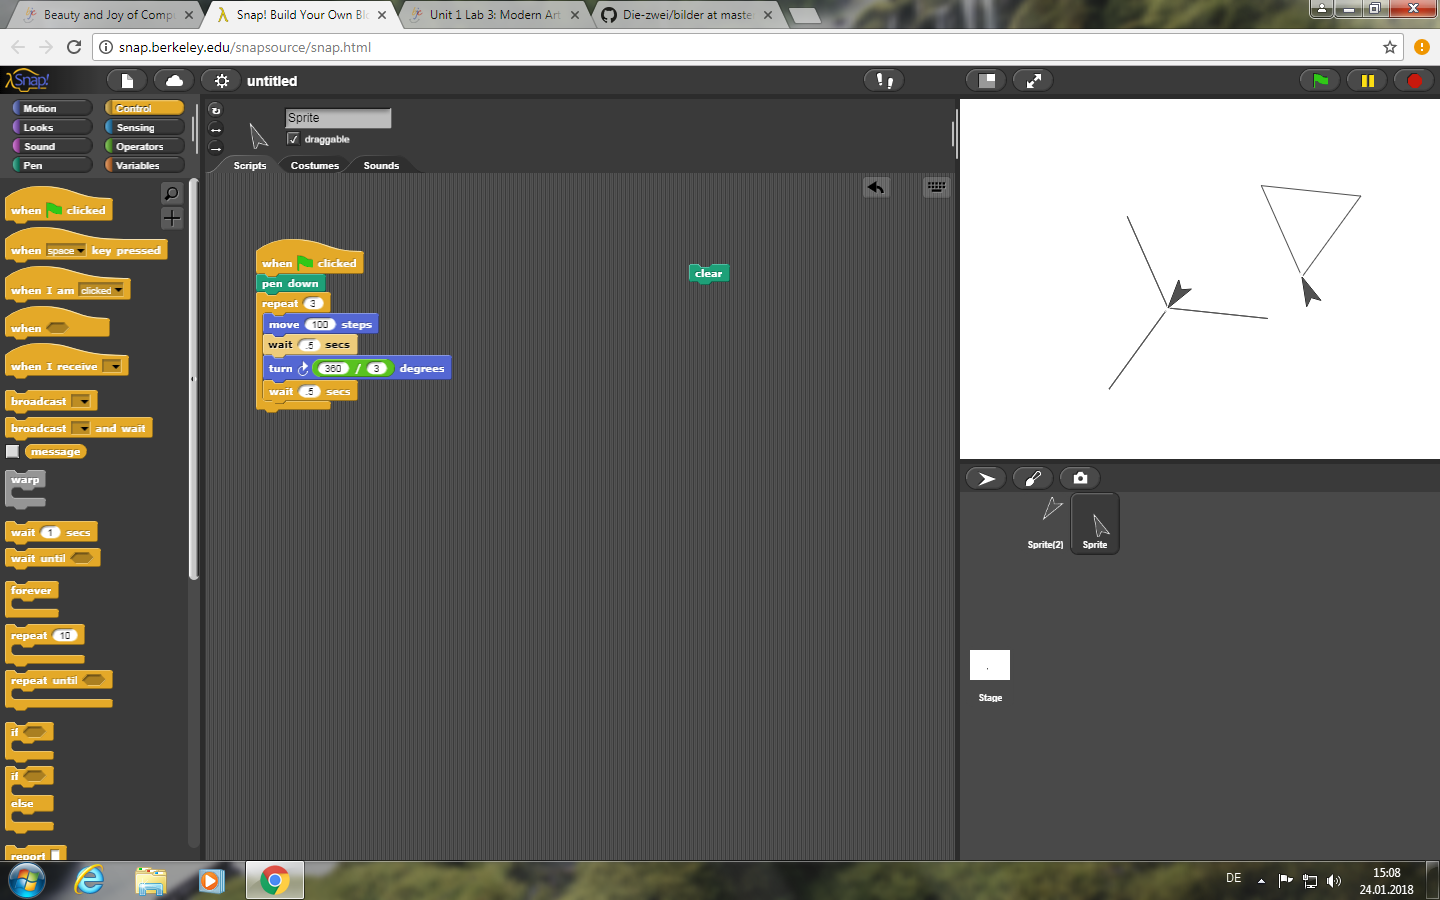 Beauty and Joy of Compu
Snap! Build Your Own Blo
Unit 1 Lab 3: Modern Art
Die-zwei/bilder at maste
snap.berkeley.edu/snapsource/snap.html
Snap!
untitled
Motion
Control
Looks
Sensing
Sound
Operators
Pen
Variables
Sprite
draggable
Scripts
Costumes
Sounds
when clicked
when space key pressed
when I am clicked
when
when I receive
broadcast
broadcast and wait
message
warp
wait 1 secs
wait until
forever
repeat 10
repeat until
if
if
else
report
when clicked
pen down
repeat 3
move 100 steps
wait .5 secs
turn 360 / 3 degrees
wait .5 secs
clear
Sprite(2)
Sprite
Stage
DE
15:08
24.01.2018